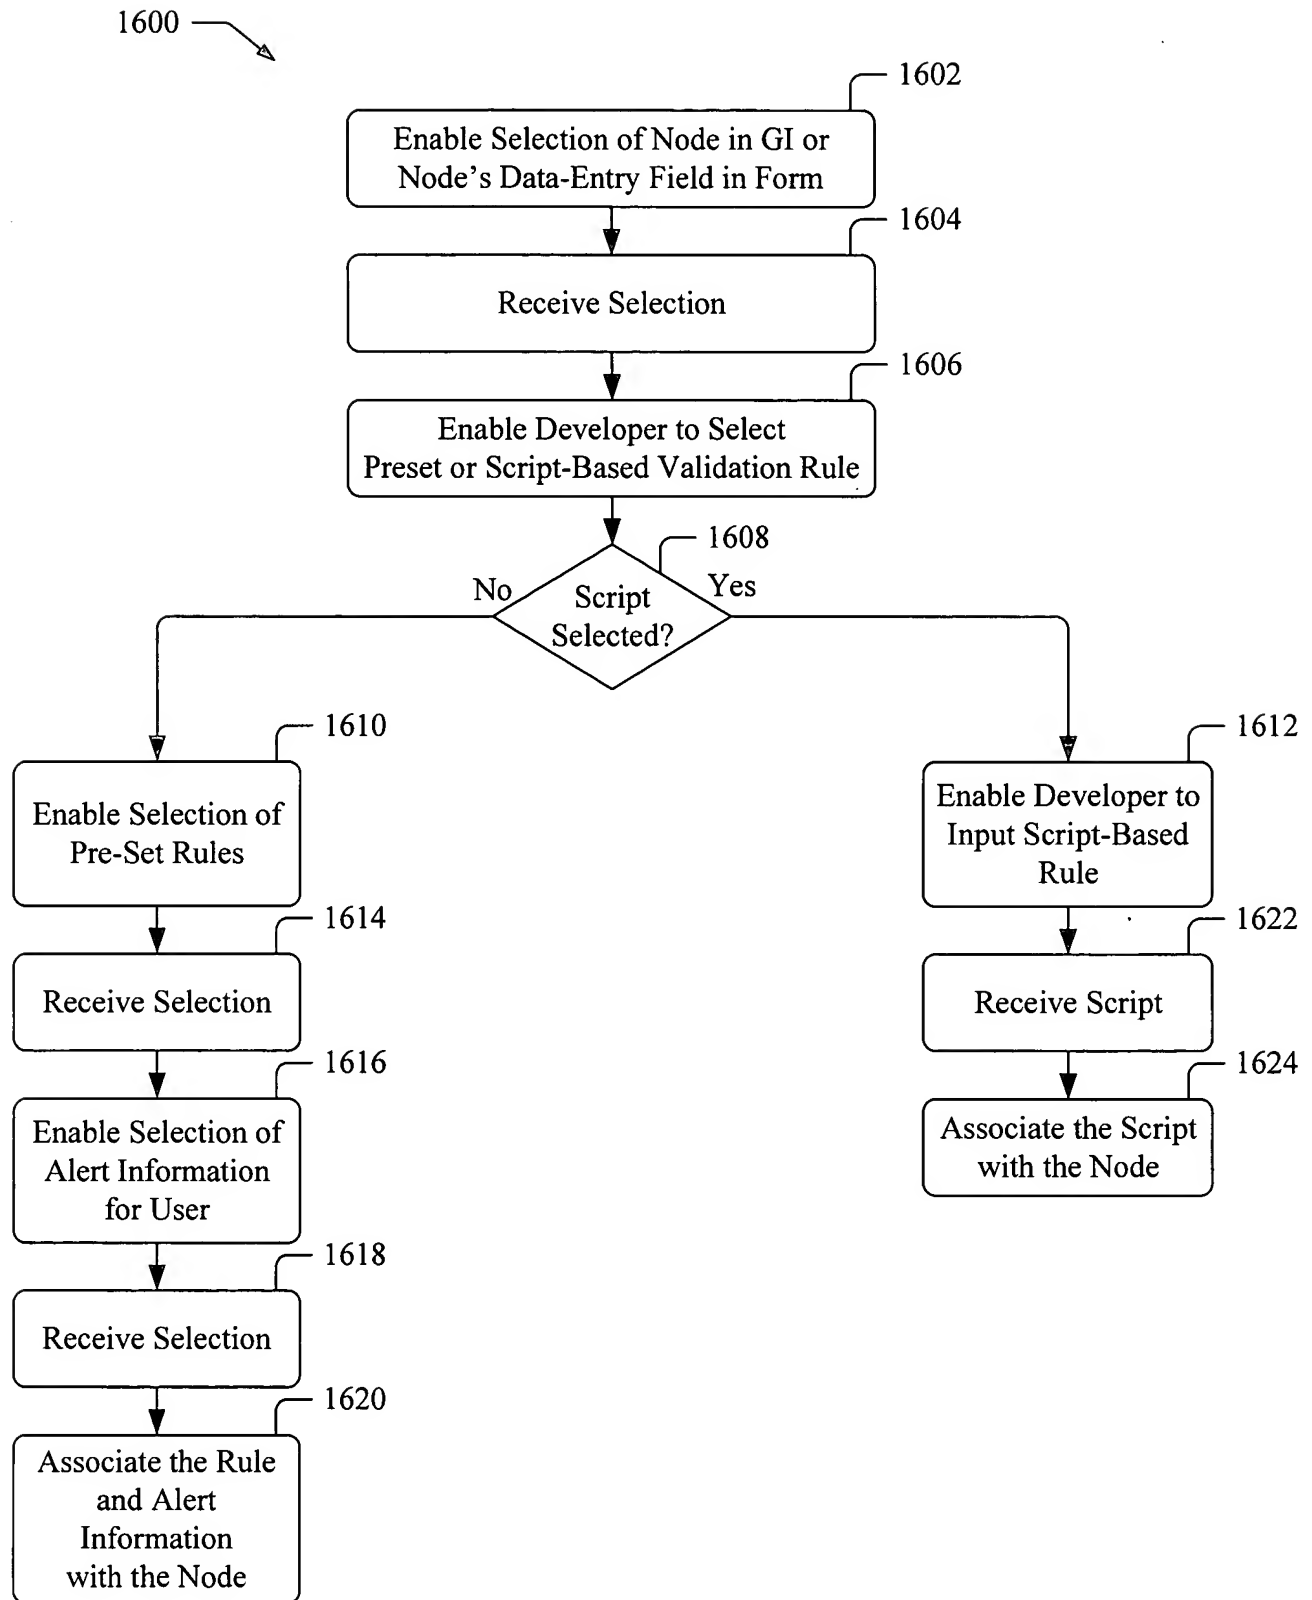 1600
1602
Enable Selection of Node in GI or
Node's Data-Entry Field in Form
1604
Receive Selection
1606
Enable Developer to Select
Preset or Script-Based Validation Rule
1608
No
Yes
Script
Selected?
1610
Enable Selection of
Pre-Set Rules
1614
Receive Selection
1616
Enable Selection of
Alert Information
for User
1618
Receive Selection
1620
Associate the Rule
and Alert
Information
with the Node
1612
Enable Developer to
Input Script-Based
Rule
1622
Receive Script
1624
Associate the Script
with the Node